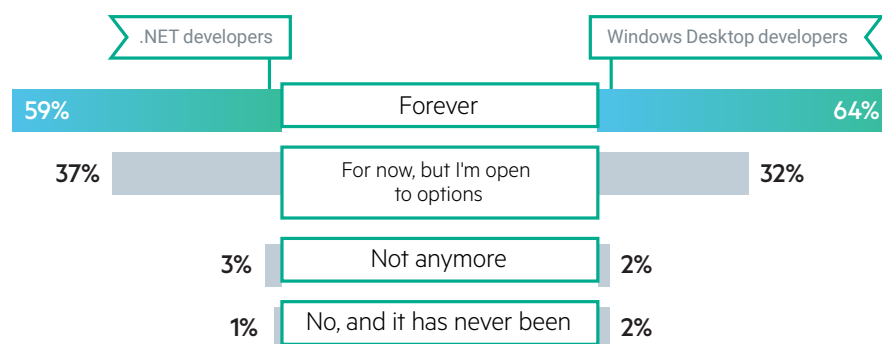 .NET developers
Windows Desktop developers
59%
Forever
64%
37%
For now, but I'm open
to options
32%
3%
Not anymore
2%
1%
No, and it has never been
2%